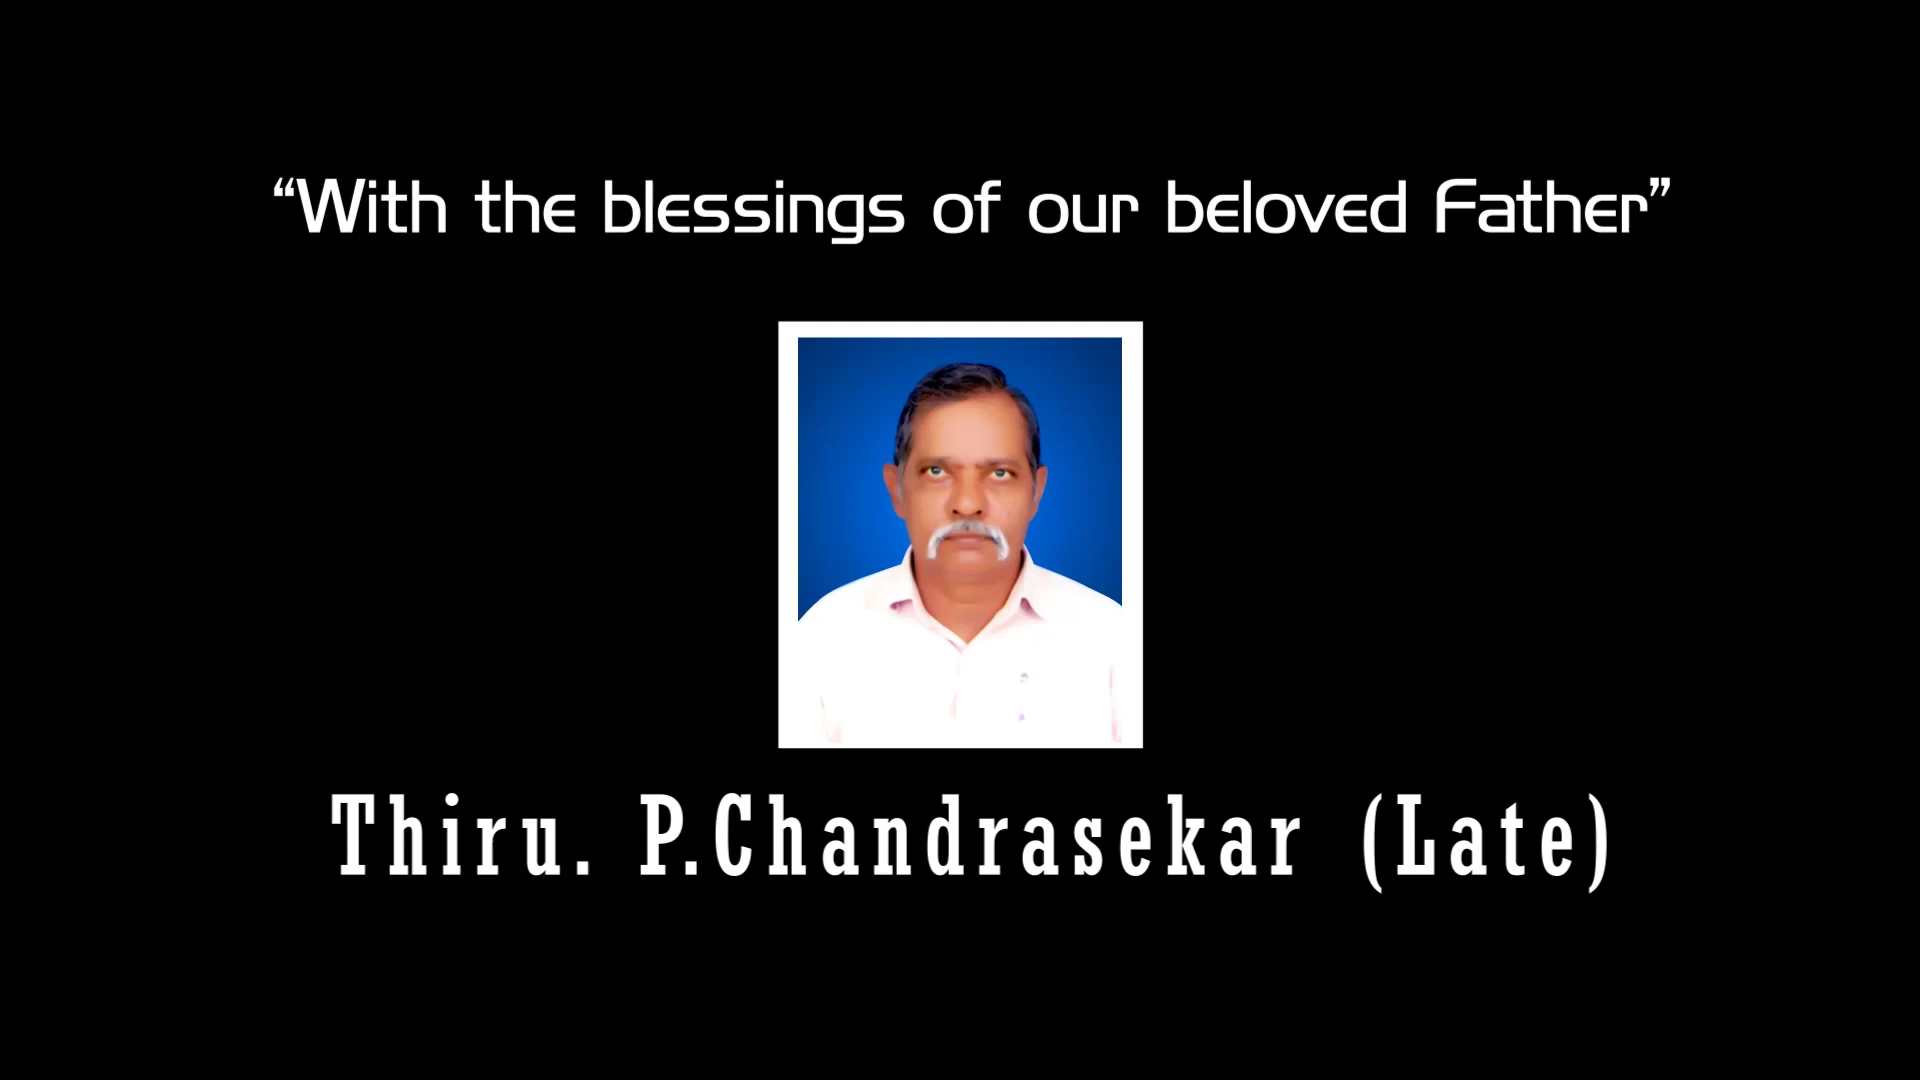 “With the blessings of our beloved Father”
Thiru. P.Chandrasekar (Late)